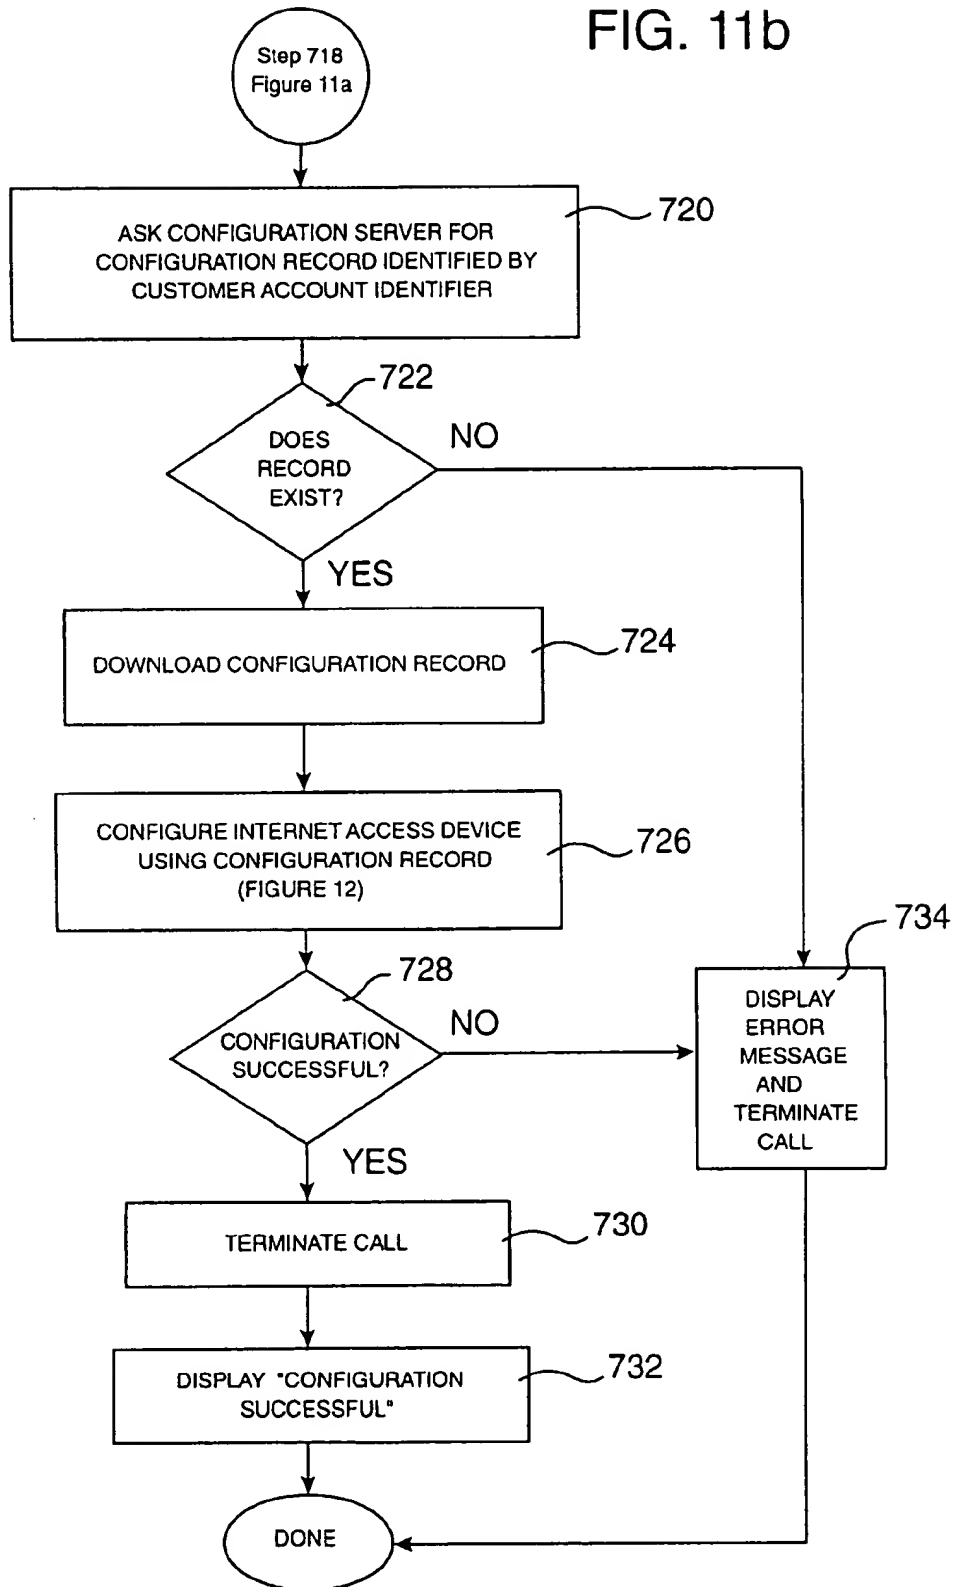 FIG. 11b
Step 718
Figure 11a
720
ASK CONFIGURATION SERVER FOR
CONFIGURATION RECORD IDENTIFIED BY
CUSTOMER ACCOUNT IDENTIFIER
722
DOES
RECORD
EXIST?
NO
YES
724
DOWNLOAD CONFIGURATION RECORD
726
CONFIGURE INTERNET ACCESS DEVICE
USING CONFIGURATION RECORD
(FIGURE 12)
734
DISPLAY
ERROR
MESSAGE
AND
TERMINATE
CALL
728
CONFIGURATION
SUCCESSFUL?
NO
YES
730
TERMINATE CALL
732
DISPLAY "CONFIGURATION
SUCCESSFUL"
DONE